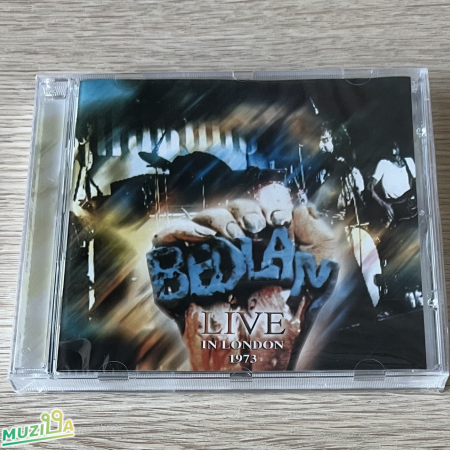 BEDLAM
LIVE
IN LONDON
1973
MUZILLA